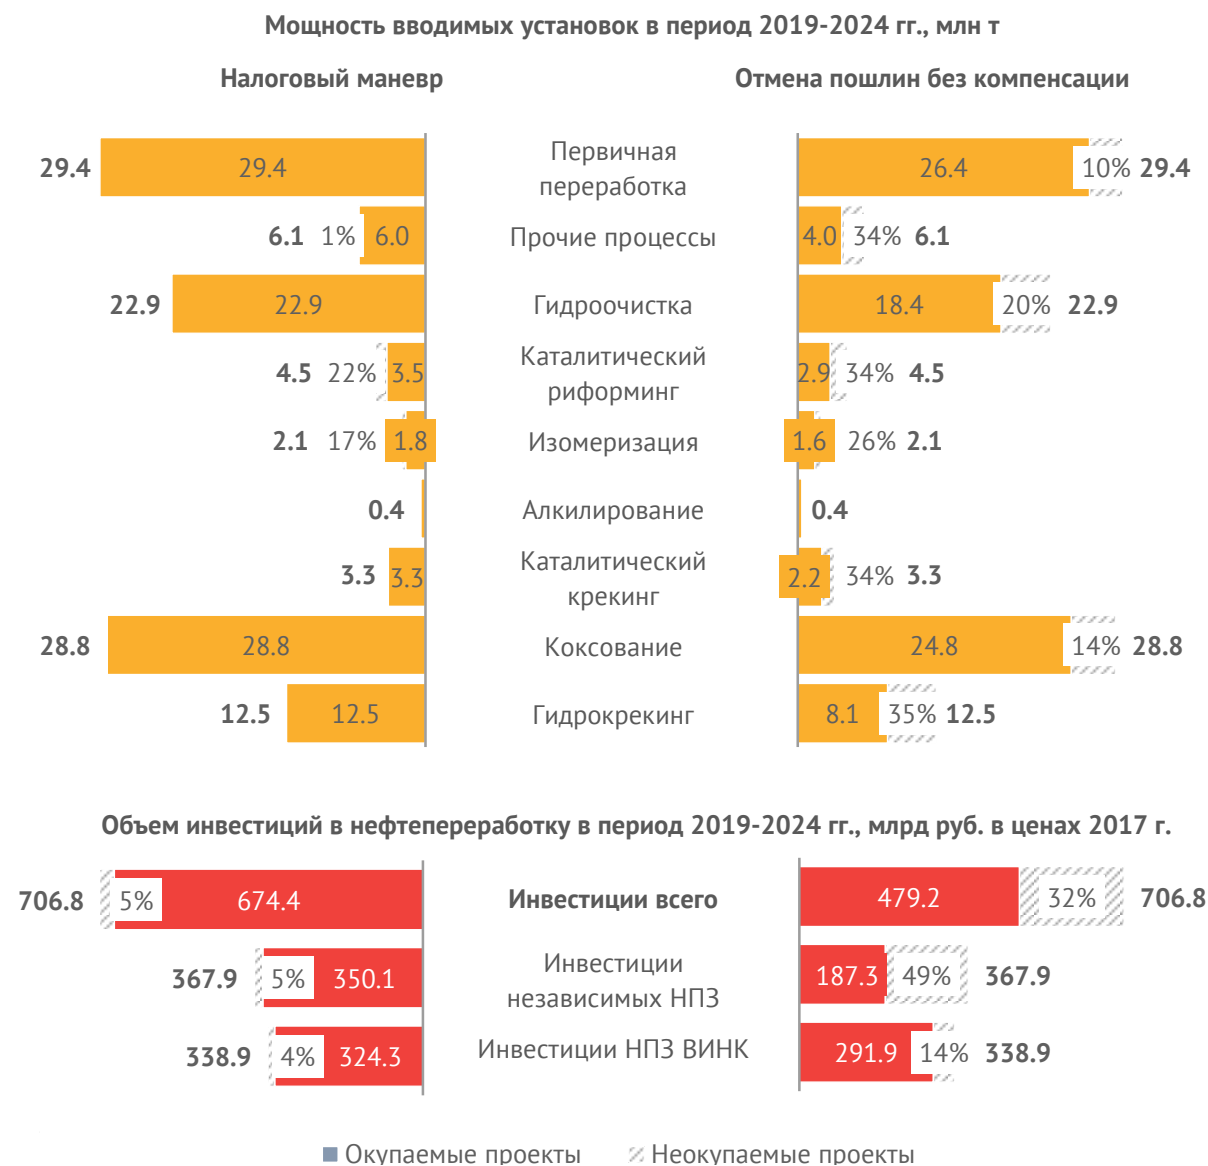 Мощность вводимых установок в период 2019-2024 гг., млн т
Налоговый маневр
Отмена пошлин без компенсации
29.4 29.4 Первичная переработка 26.4 10% 29.4
6.1 1% 6.0 Прочие процессы 4.0 34% 6.1
22.9 22.9 Гидроочистка 18.4 20% 22.9
4.5 22% 3.5 Каталитический риформинг 2.9 34% 4.5
2.1 17% 1.8 Изомеризация 1.6 26% 2.1
0.4 Алкилирование 0.4
3.3 3.3 Каталитический крекинг 2.2 34% 3.3
28.8 28.8 Коксование 24.8 14% 28.8
12.5 12.5 Гидрокрекинг 8.1 35% 12.5
Объем инвестиций в нефтепереработку в период 2019-2024 гг., млрд руб. в ценах 2017 г.
706.8 5% 674.4 Инвестиции всего 479.2 32% 706.8
367.9 5% 350.1 Инвестиции независимых НПЗ 187.3 49% 367.9
338.9 4% 324.3 Инвестиции НПЗ ВИНК 291.9 14% 338.9
Окупаемые проекты Неокупаемые проекты